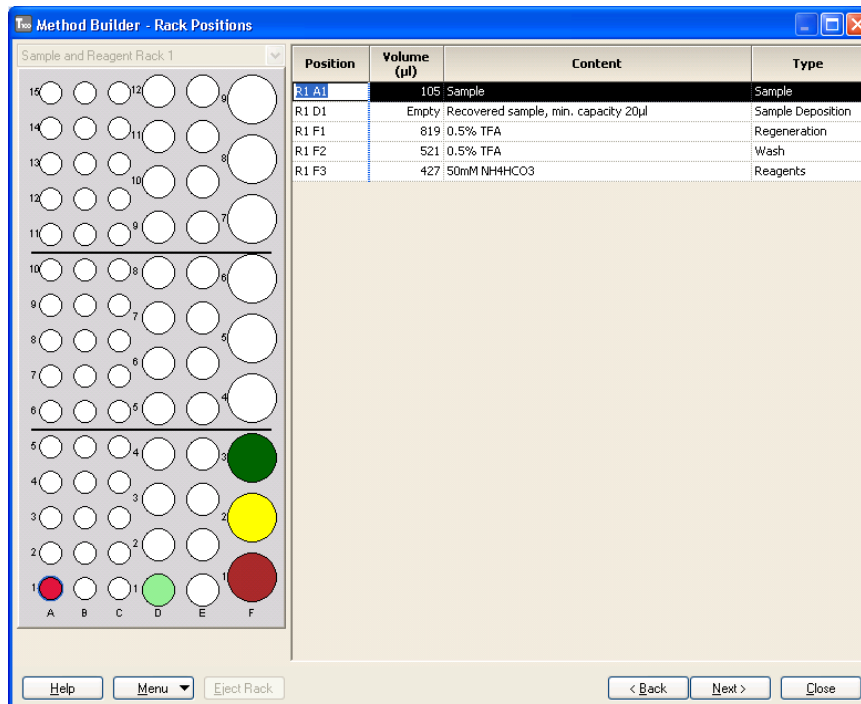 T100 Method Builder - Rack Positions
Sample and Reagent Rack 1
Position Volume (µl) Content Type
R1 A1 105 Sample Sample
R1 D1 Empty Recovered sample, min. capacity 20µl Sample Deposition
R1 F1 819 0.5% TFA Regeneration
R1 F2 521 0.5% TFA Wash
R1 F3 427 50mM NH4HCO3 Reagents
15 12 9
14 11
13 10 8
12
11 9 7
10 8 6
9 7
8 6 5
7
6 5 4
5 4 3
4 3
3 2
2 2
1 1 1
A B C D E F
Help Menu Eject Rack < Back Next > Close